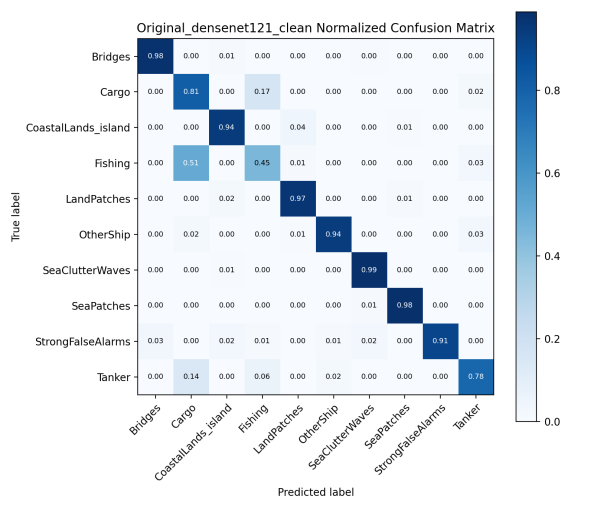 Original_densenet121_clean Normalized Confusion Matrix
Bridges 0.98 0.00 0.01 0.00 0.00 0.00 0.00 0.00 0.00 0.00
Cargo 0.00 0.81 0.00 0.17 0.00 0.00 0.00 0.00 0.00 0.02
CoastalLands_island 0.00 0.00 0.94 0.00 0.04 0.00 0.00 0.01 0.00 0.00
Fishing 0.00 0.51 0.00 0.45 0.01 0.00 0.00 0.00 0.00 0.03
LandPatches 0.00 0.00 0.02 0.00 0.97 0.00 0.00 0.01 0.00 0.00
OtherShip 0.00 0.02 0.00 0.00 0.01 0.94 0.00 0.00 0.00 0.03
SeaClutterWaves 0.00 0.00 0.01 0.00 0.00 0.00 0.99 0.00 0.00 0.00
SeaPatches 0.00 0.00 0.00 0.00 0.00 0.00 0.01 0.98 0.00 0.00
StrongFalseAlarms 0.03 0.00 0.02 0.01 0.00 0.01 0.02 0.00 0.91 0.00
Tanker 0.00 0.14 0.00 0.06 0.00 0.02 0.00 0.00 0.00 0.78
True label
Bridges Cargo CoastalLands_island Fishing LandPatches OtherShip SeaClutterWaves SeaPatches StrongFalseAlarms Tanker
Predicted label
0.8
0.6
0.4
0.2
0.0